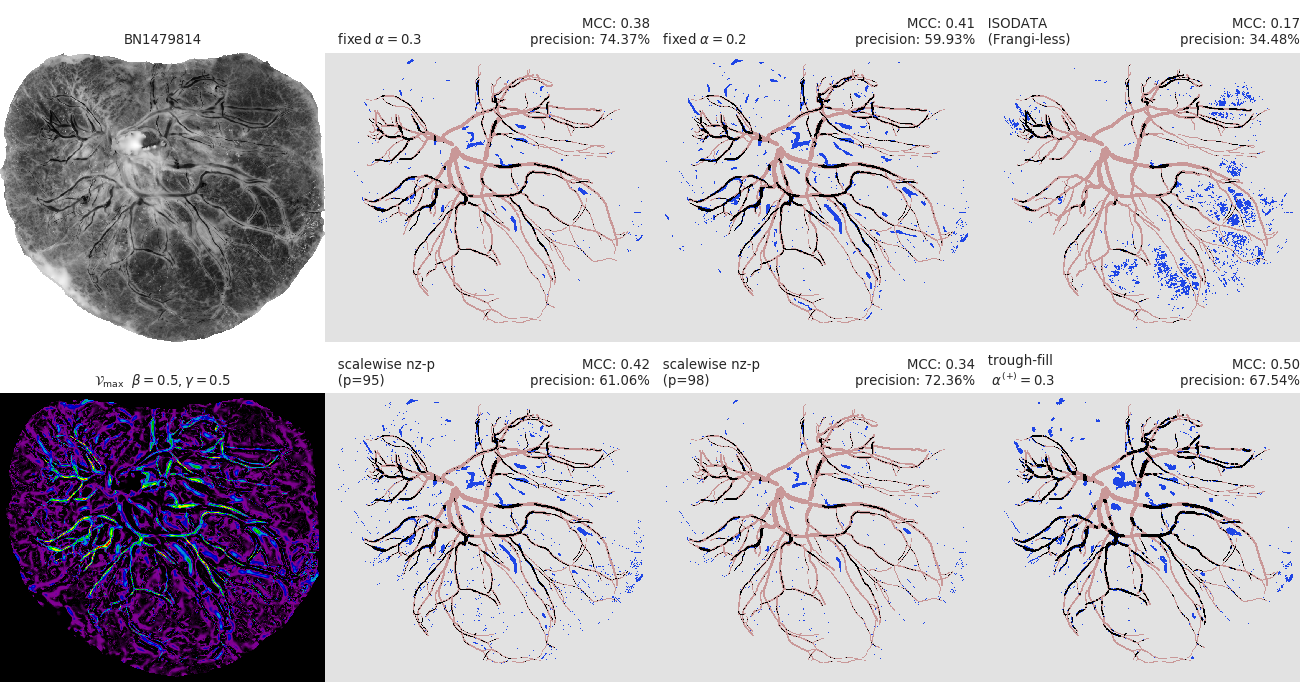 BN1479814
fixed α = 0.3
MCC: 0.38
precision: 74.37%
fixed α = 0.2
MCC: 0.41
precision: 59.93%
ISODATA
(Frangi-less)
MCC: 0.17
precision: 34.48%
𝒱max β = 0.5, γ = 0.5
scalewise nz-p
(p=95)
MCC: 0.42
precision: 61.06%
scalewise nz-p
(p=98)
MCC: 0.34
precision: 72.36%
trough-fill
α(+) = 0.3
MCC: 0.50
precision: 67.54%